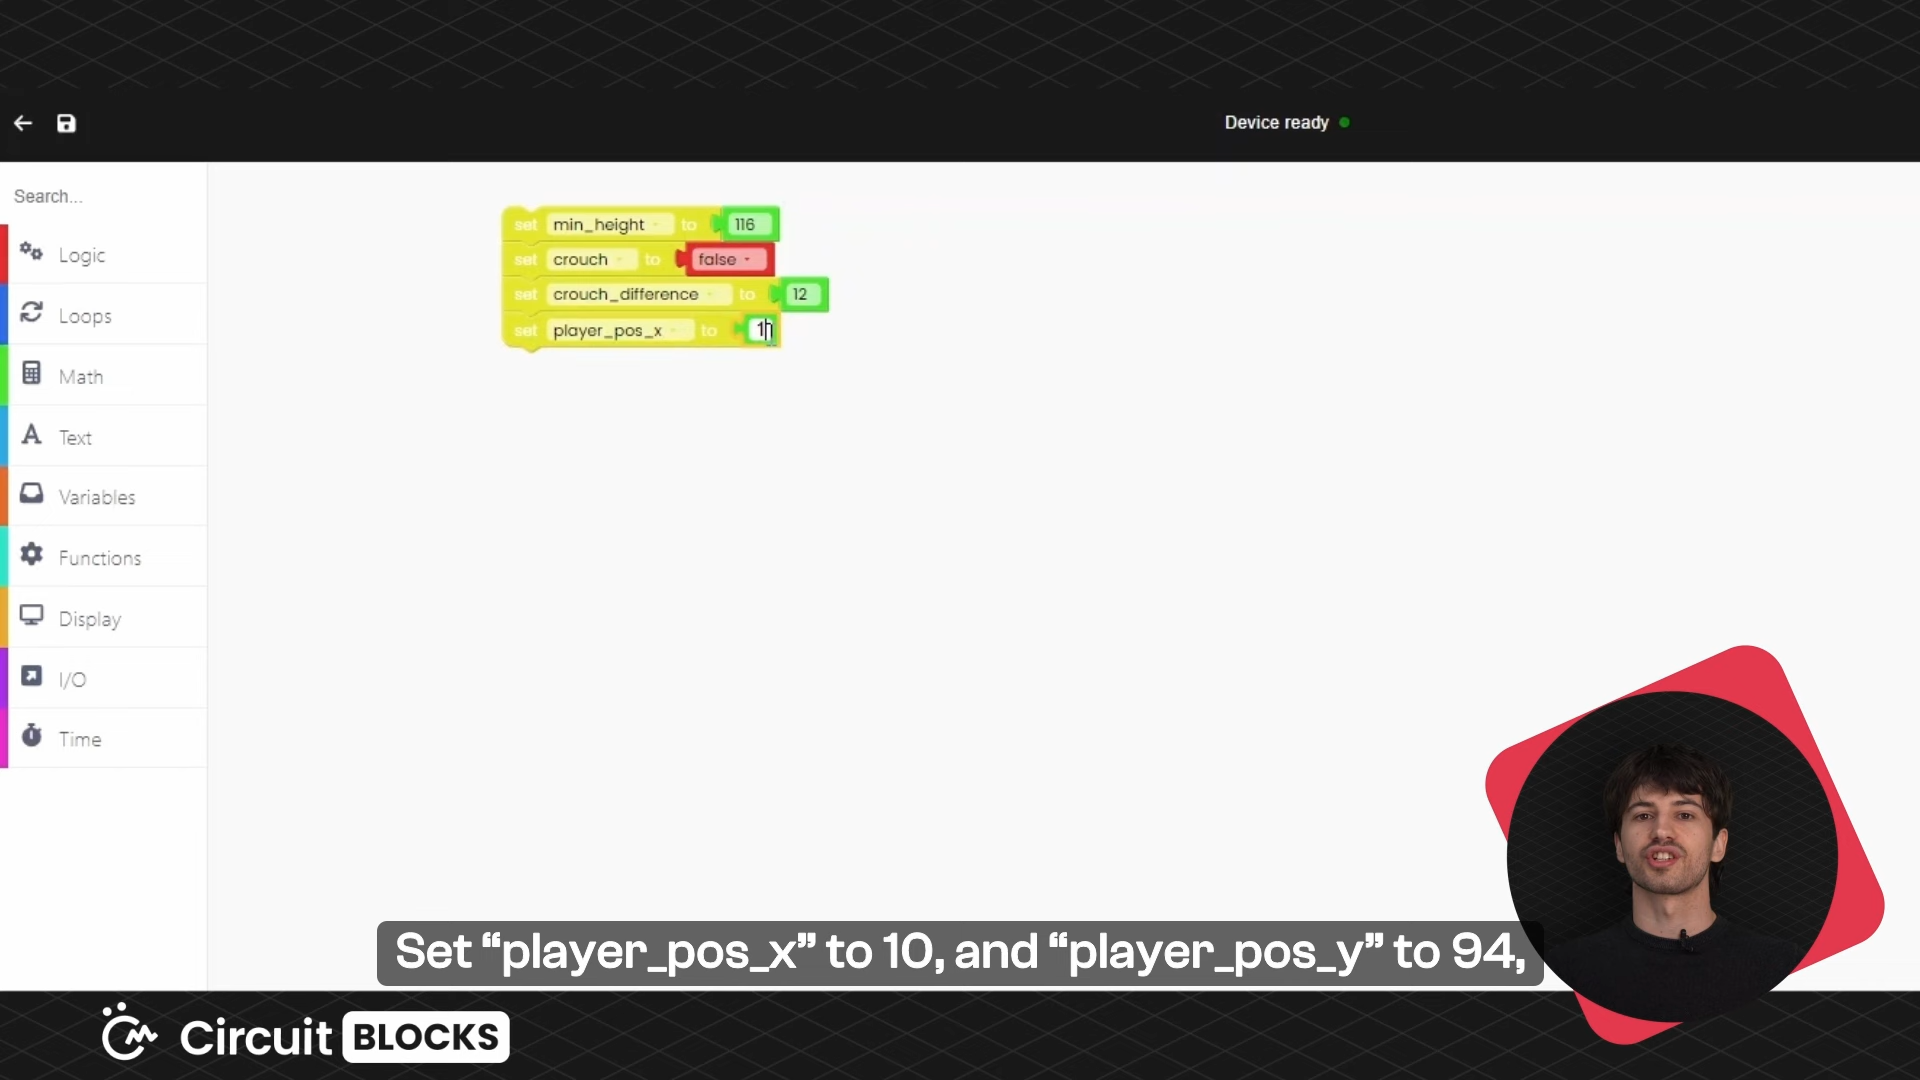 Device ready
Search...
Logic
Loops
Math
Text
Variables
Functions
Display
I/O
Time
set min_height to 116
set crouch to false
set crouch_difference to 12
set player_pos_x to 1
Set “player_pos_x” to 10, and “player_pos_y” to 94,
Circuit BLOCKS